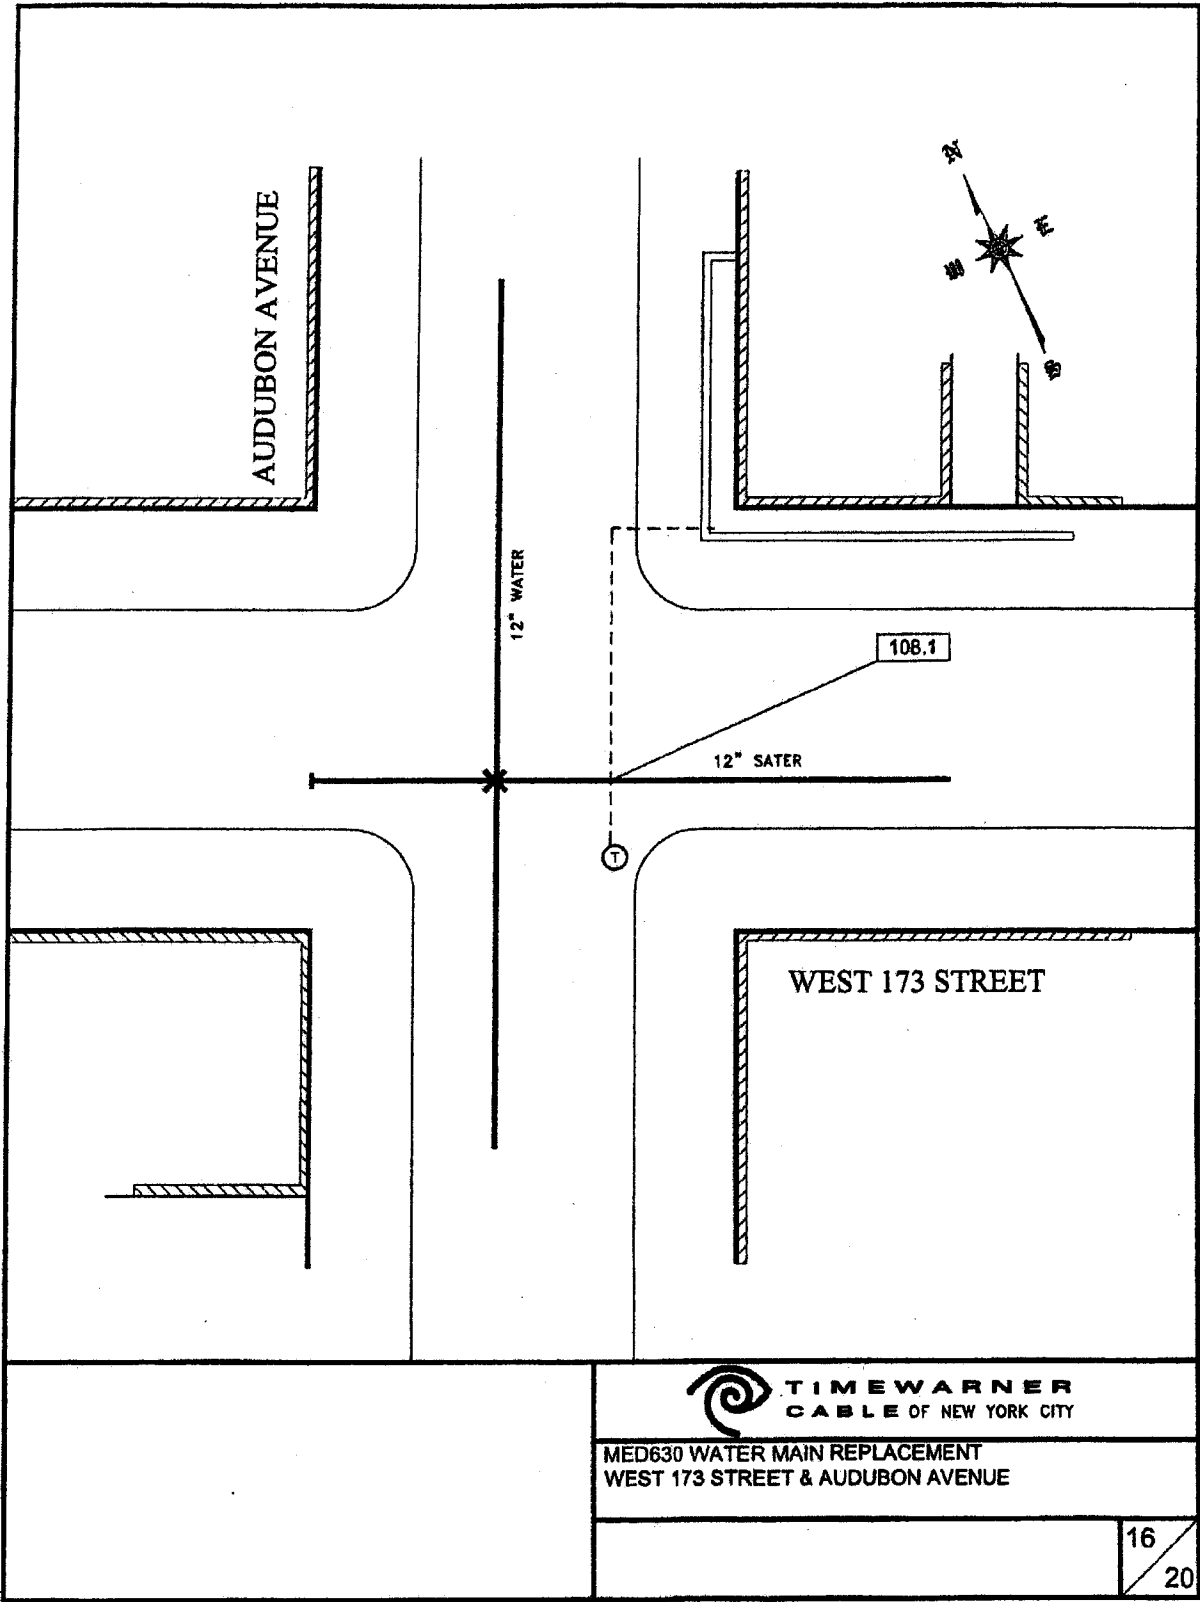 AUDUBON AVENUE
N
E
W
S
12" WATER
108.1
12" SATER
T
WEST 173 STREET
TIMEWARNER
CABLE OF NEW YORK CITY
MED630 WATER MAIN REPLACEMENT
WEST 173 STREET & AUDUBON AVENUE
16
20